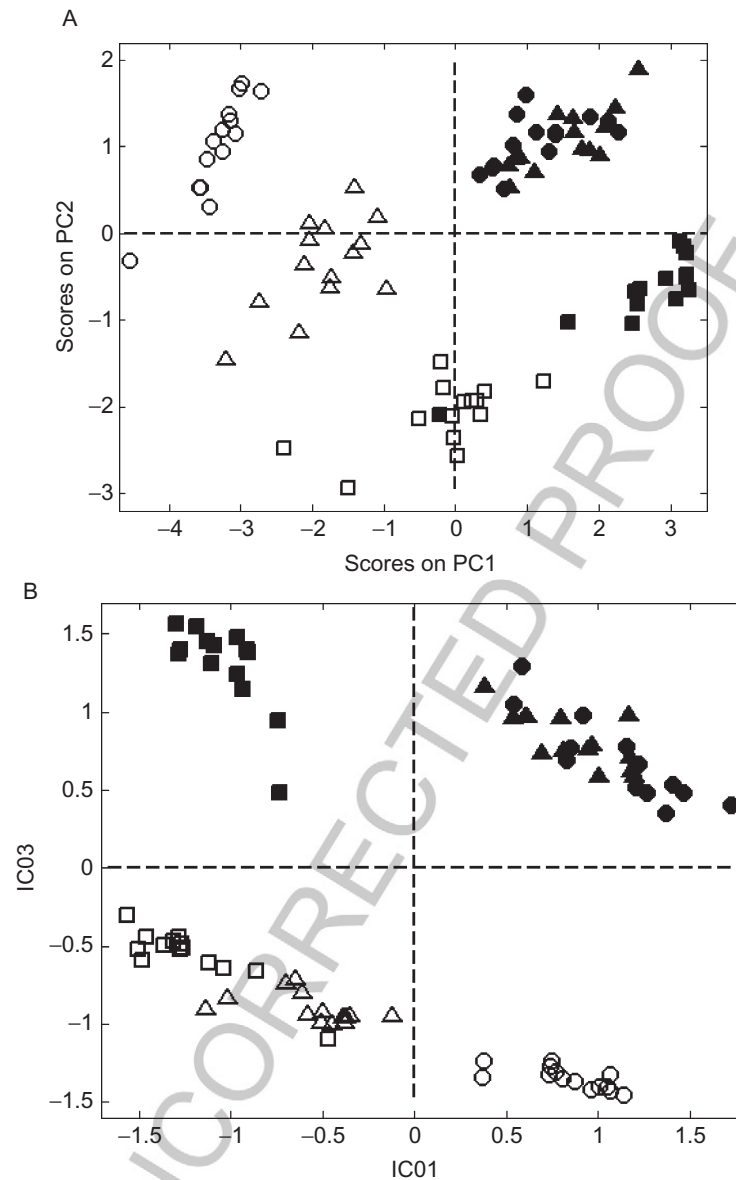 A
2
1
0
−1
−2
−3
Scores on PC2
−4 −3 −2 −1 0 1 2 3
Scores on PC1
B
1.5
1
0.5
0
−0.5
−1
−1.5
IC03
−1.5 −1 −0.5 0 0.5 1 1.5
IC01
NCORRECTED PROOF